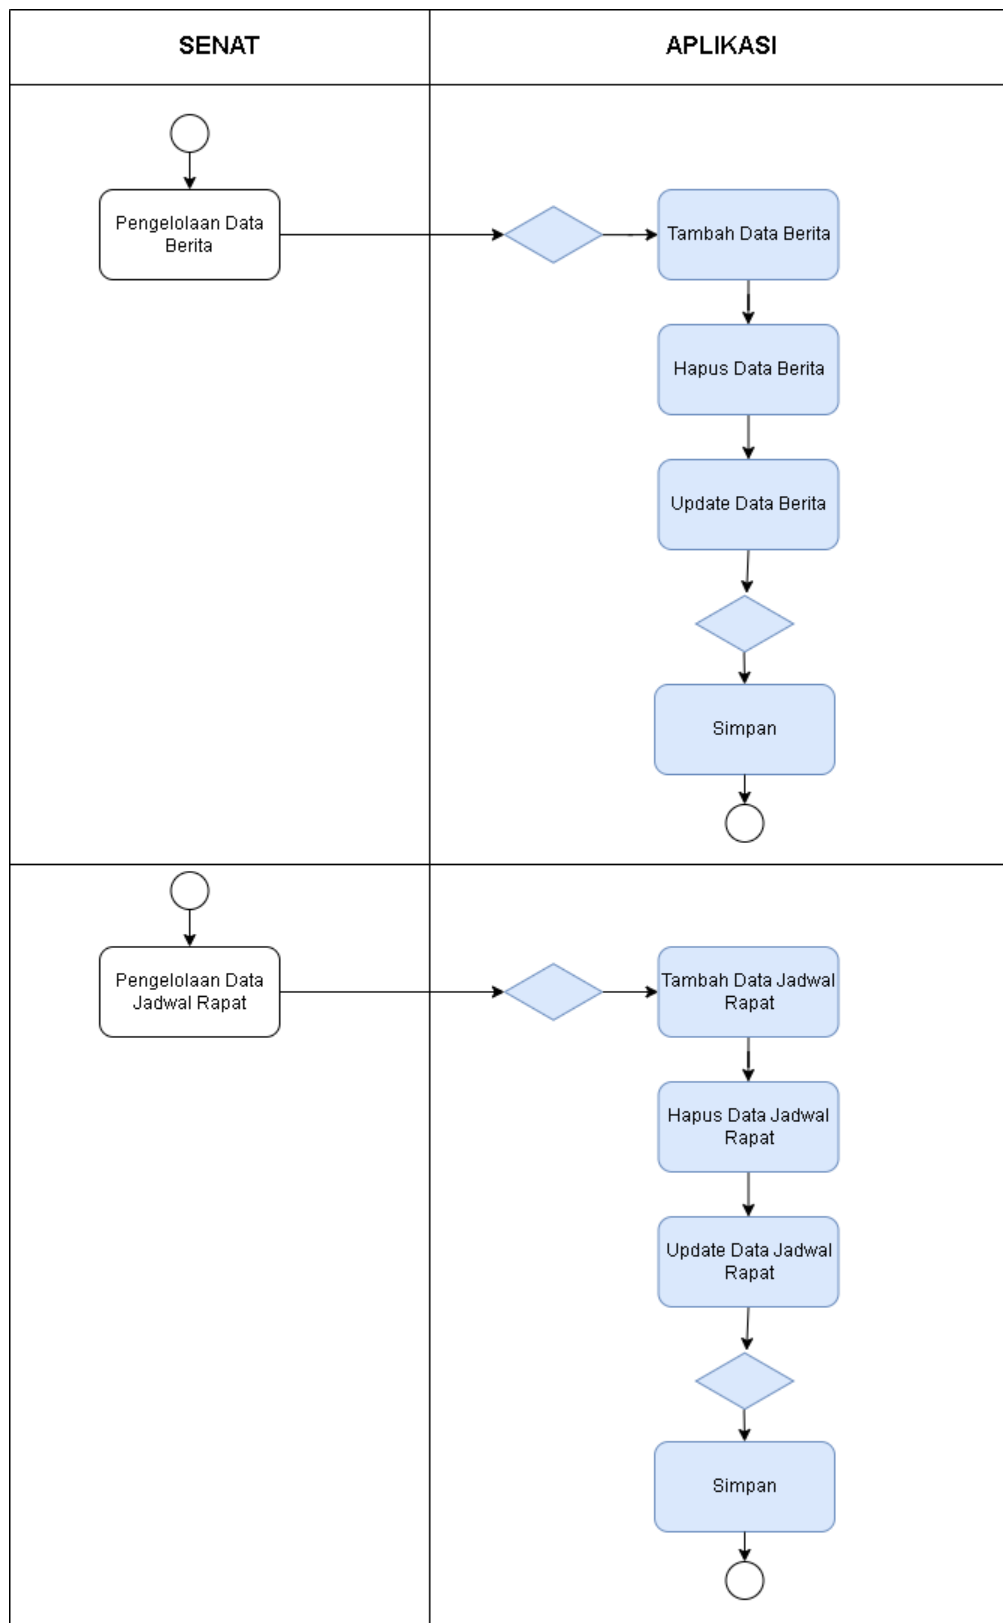 SENAT
APLIKASI
Pengelolaan Data
Berita
Tambah Data Berita
Hapus Data Berita
Update Data Berita
Simpan
Pengelolaan Data
Jadwal Rapat
Tambah Data Jadwal
Rapat
Hapus Data Jadwal
Rapat
Update Data Jadwal
Rapat
Simpan